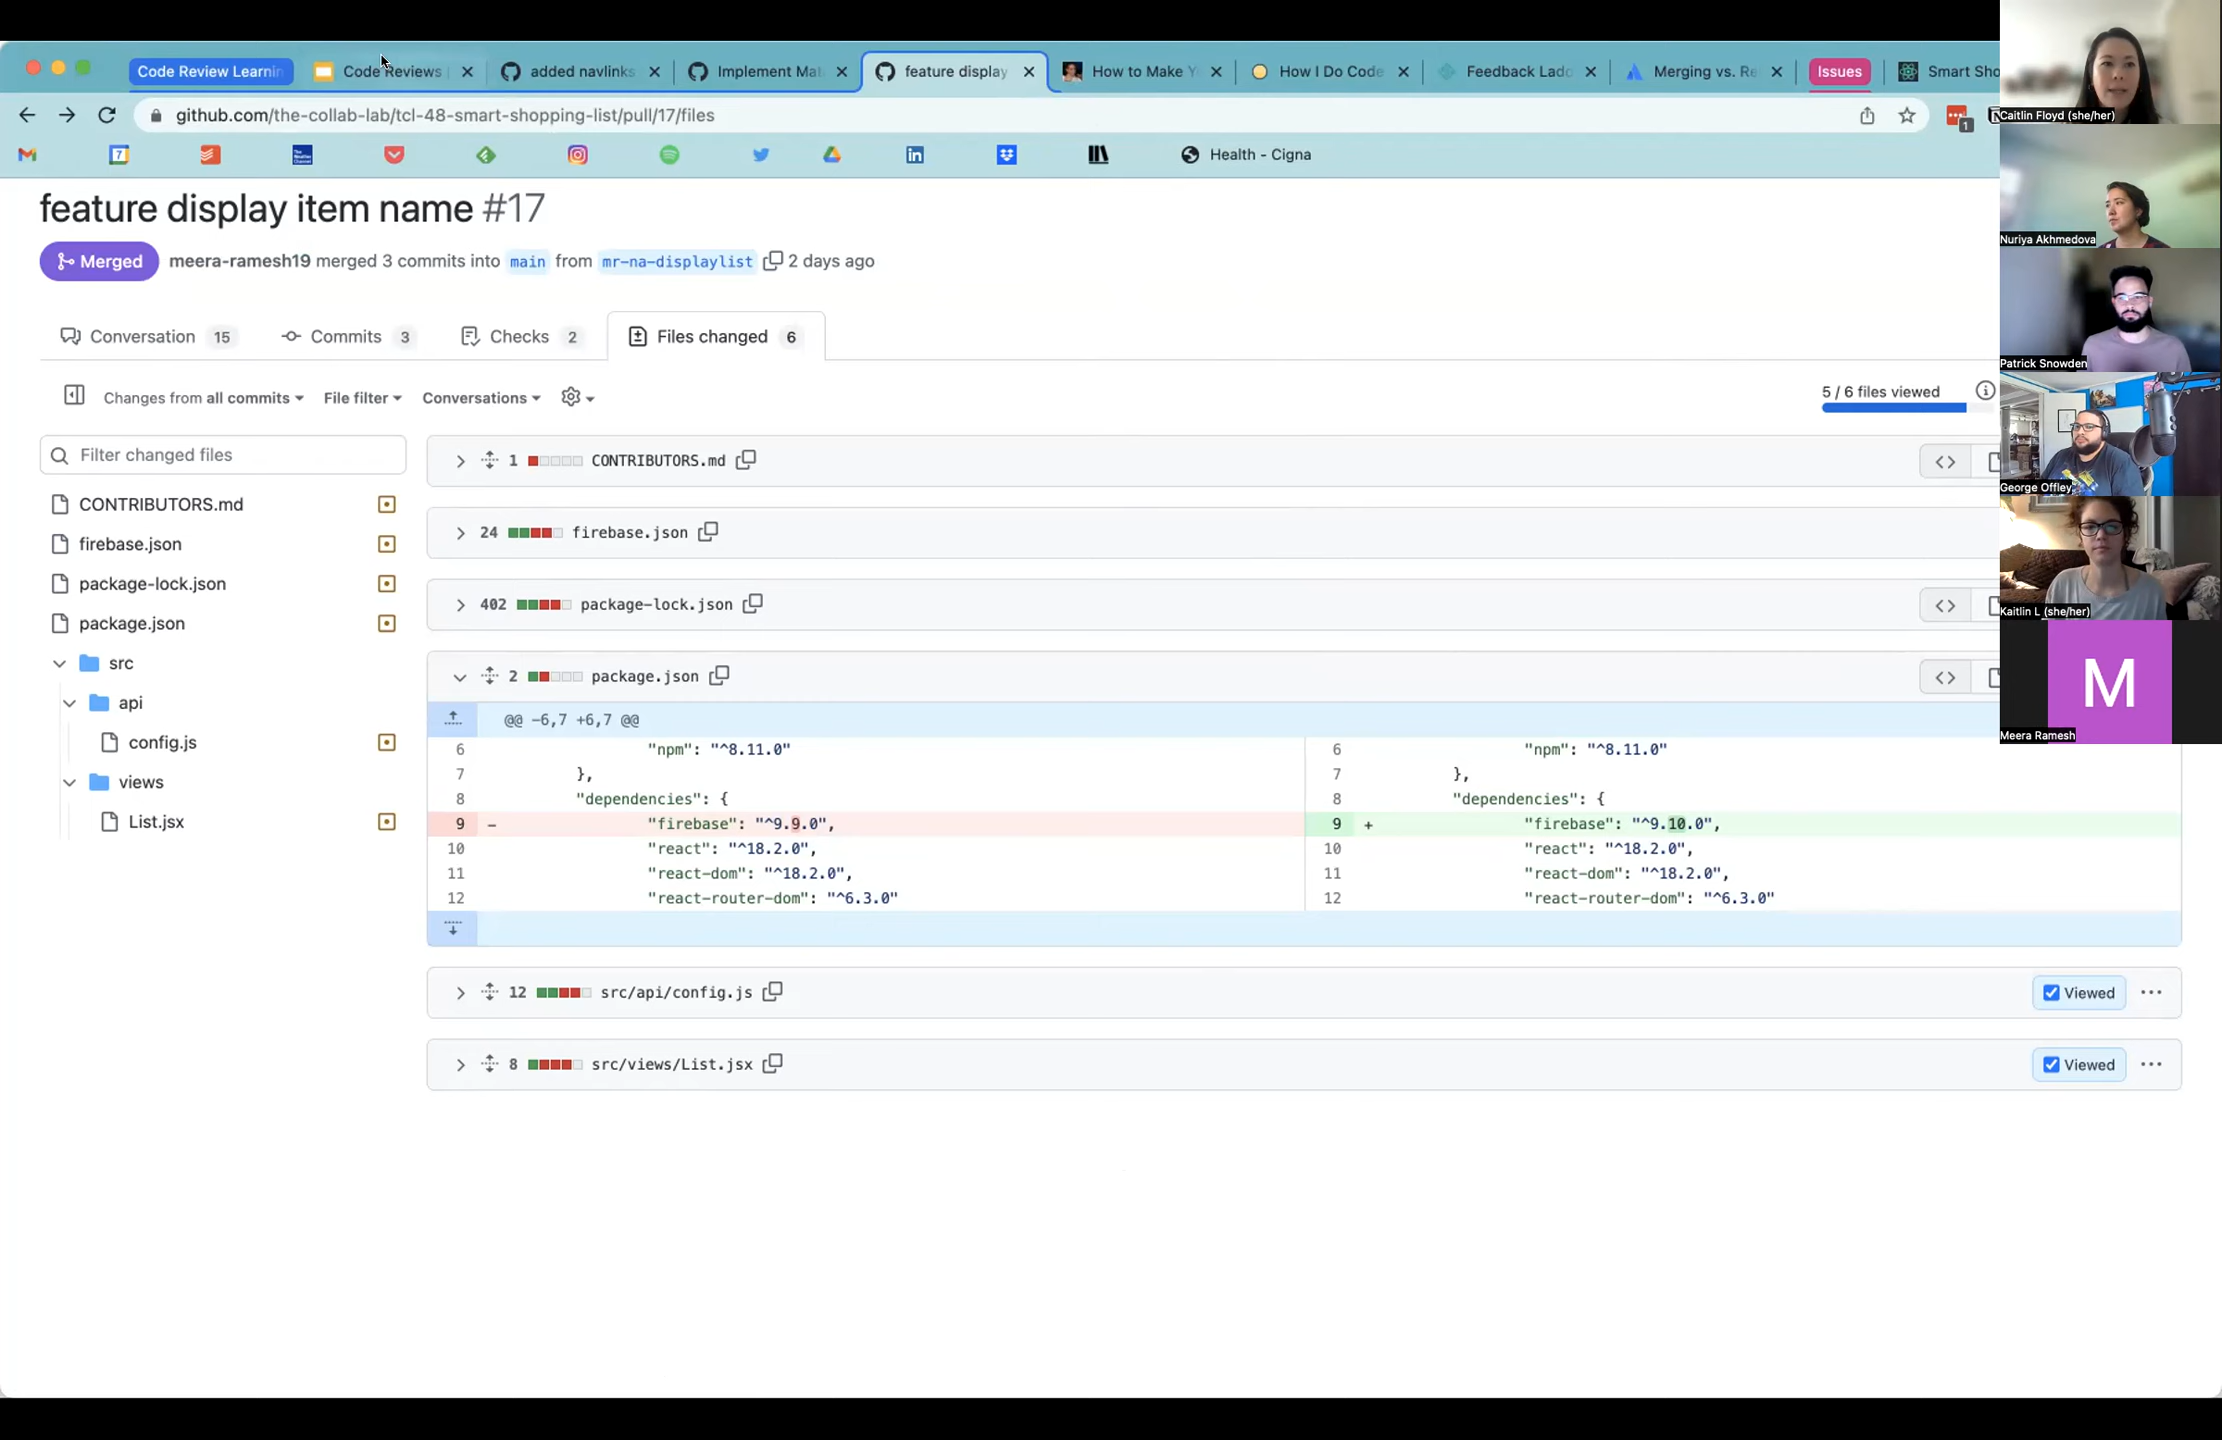 Code Review Learnin
Code Reviews
added navlinks
Implement Mat
feature display
How to Make Y
How I Do Code
Feedback Ladd
Merging vs. Re
Issues
Smart Sho
github.com/the-collab-lab/tcl-48-smart-shopping-list/pull/17/files
1
7
Health - Cigna
feature display item name #17
Merged
meera-ramesh19 merged 3 commits into main from mr-na-displaylist 2 days ago
Conversation 15
Commits 3
Checks 2
Files changed 6
Changes from all commits
File filter
Conversations
5 / 6 files viewed
Filter changed files
CONTRIBUTORS.md
firebase.json
package-lock.json
package.json
src
api
config.js
views
List.jsx
1 CONTRIBUTORS.md
24 firebase.json
402 package-lock.json
2 package.json
@@ -6,7 +6,7 @@
6 "npm": "^8.11.0"
7 },
8 "dependencies": {
9 - "firebase": "^9.9.0",
10 "react": "^18.2.0",
11 "react-dom": "^18.2.0",
12 "react-router-dom": "^6.3.0"
6 "npm": "^8.11.0"
7 },
8 "dependencies": {
9 + "firebase": "^9.10.0",
10 "react": "^18.2.0",
11 "react-dom": "^18.2.0",
12 "react-router-dom": "^6.3.0"
12 src/api/config.js
Viewed
8 src/views/List.jsx
Viewed
Caitlin Floyd (she/her)
Nuriya Akhmedova
Patrick Snowden
George Offley
Kaitlin L (she/her)
M
Meera Ramesh